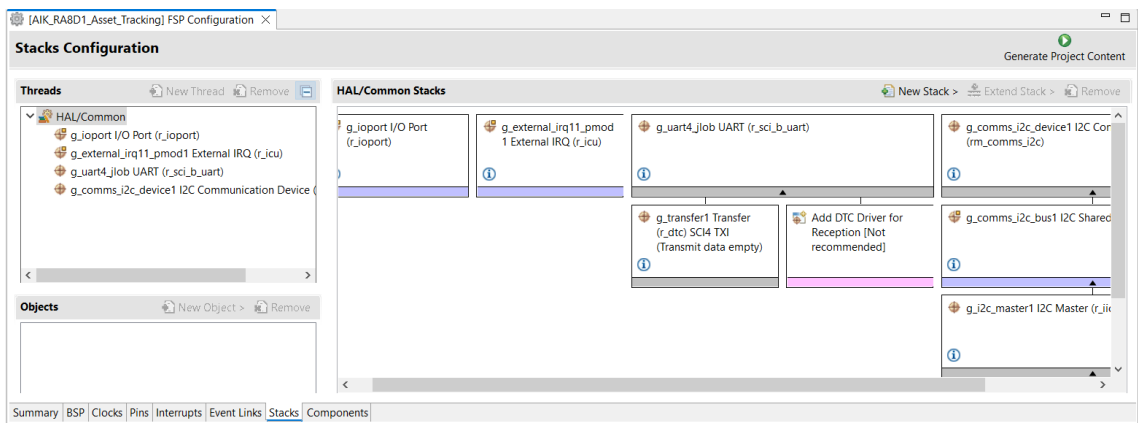 [AIK_RA8D1_Asset_Tracking] FSP Configuration
Stacks Configuration
Generate Project Content
Threads
New Thread
Remove
HAL/Common
g_ioport I/O Port (r_ioport)
g_external_irq11_pmod1 External IRQ (r_icu)
g_uart4_jlob UART (r_sci_b_uart)
g_comms_i2c_device1 I2C Communication Device (
Objects
New Object >
Remove
HAL/Common Stacks
New Stack >
Extend Stack >
Remove
g_ioport I/O Port
(r_ioport)
g_external_irq11_pmod
1 External IRQ (r_icu)
g_uart4_jlob UART (r_sci_b_uart)
g_comms_i2c_device1 I2C Cor
(rm_comms_i2c)
g_transfer1 Transfer
(r_dtc) SCI4 TXI
(Transmit data empty)
Add DTC Driver for
Reception [Not
recommended]
g_comms_i2c_bus1 I2C Shared
g_i2c_master1 I2C Master (r_iic
Summary BSP Clocks Pins Interrupts Event Links Stacks Components